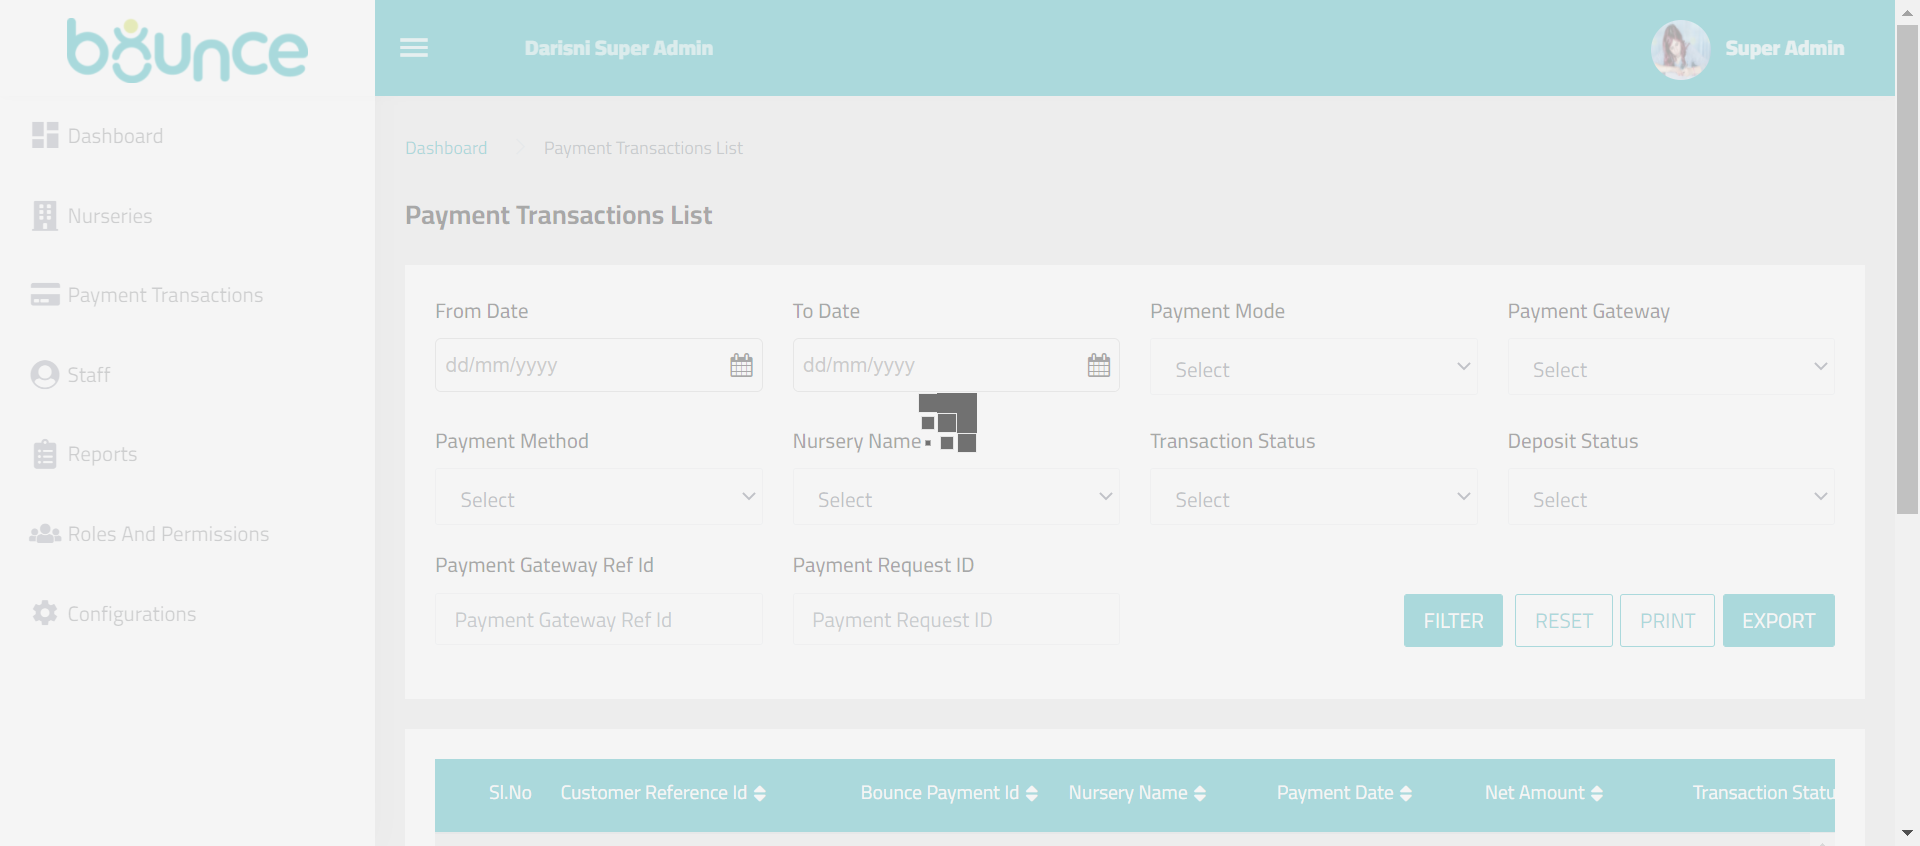 bounce
Darisni Super Admin
Super Admin
Dashboard
Nurseries
Payment Transactions
Staff
Reports
Roles And Permissions
Configurations
Dashboard
Payment Transactions List
Payment Transactions List
From Date
To Date
Payment Mode
Payment Gateway
dd/mm/yyyy
dd/mm/yyyy
Select
Select
Payment Method
Nursery Name
Transaction Status
Deposit Status
Select
Select
Select
Select
Payment Gateway Ref Id
Payment Request ID
Payment Gateway Ref Id
Payment Request ID
FILTER
RESET
PRINT
EXPORT
Sl.No
Customer Reference Id
Bounce Payment Id
Nursery Name
Payment Date
Net Amount
Transaction Statu